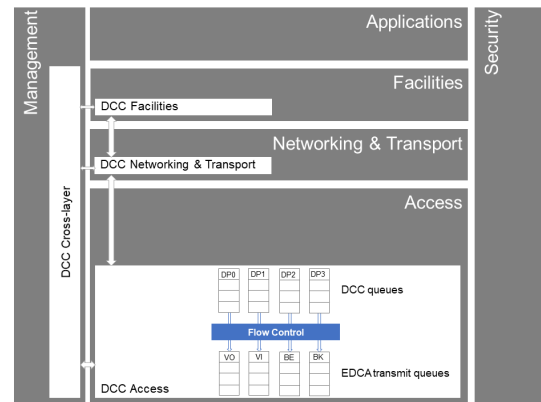 Management
Applications
Security
Facilities
DCC Facilities
Networking & Transport
DCC Networking & Transport
DCC Cross-layer
Access
DP0 DP1 DP2 DP3
DCC queues
Flow Control
VO VI BE BK
EDCA transmit queues
DCC Access